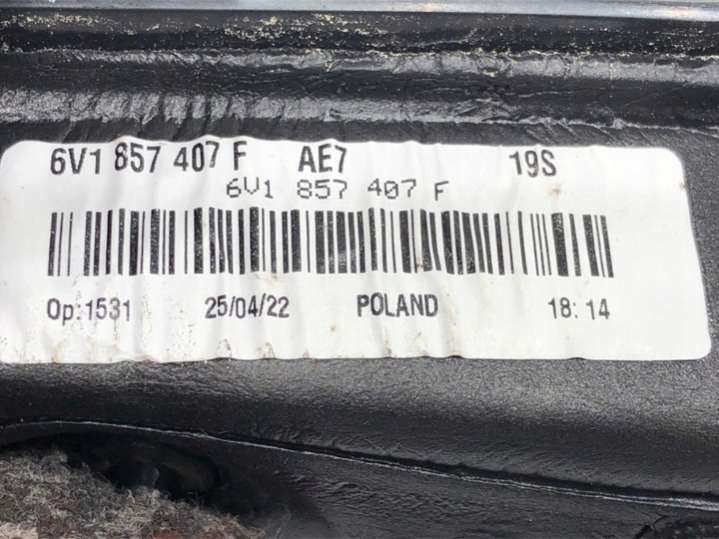 6V1 857 407 F AE7 19S
6V1 857 407 F
Op:1531 25/04/22 POLAND 18:14